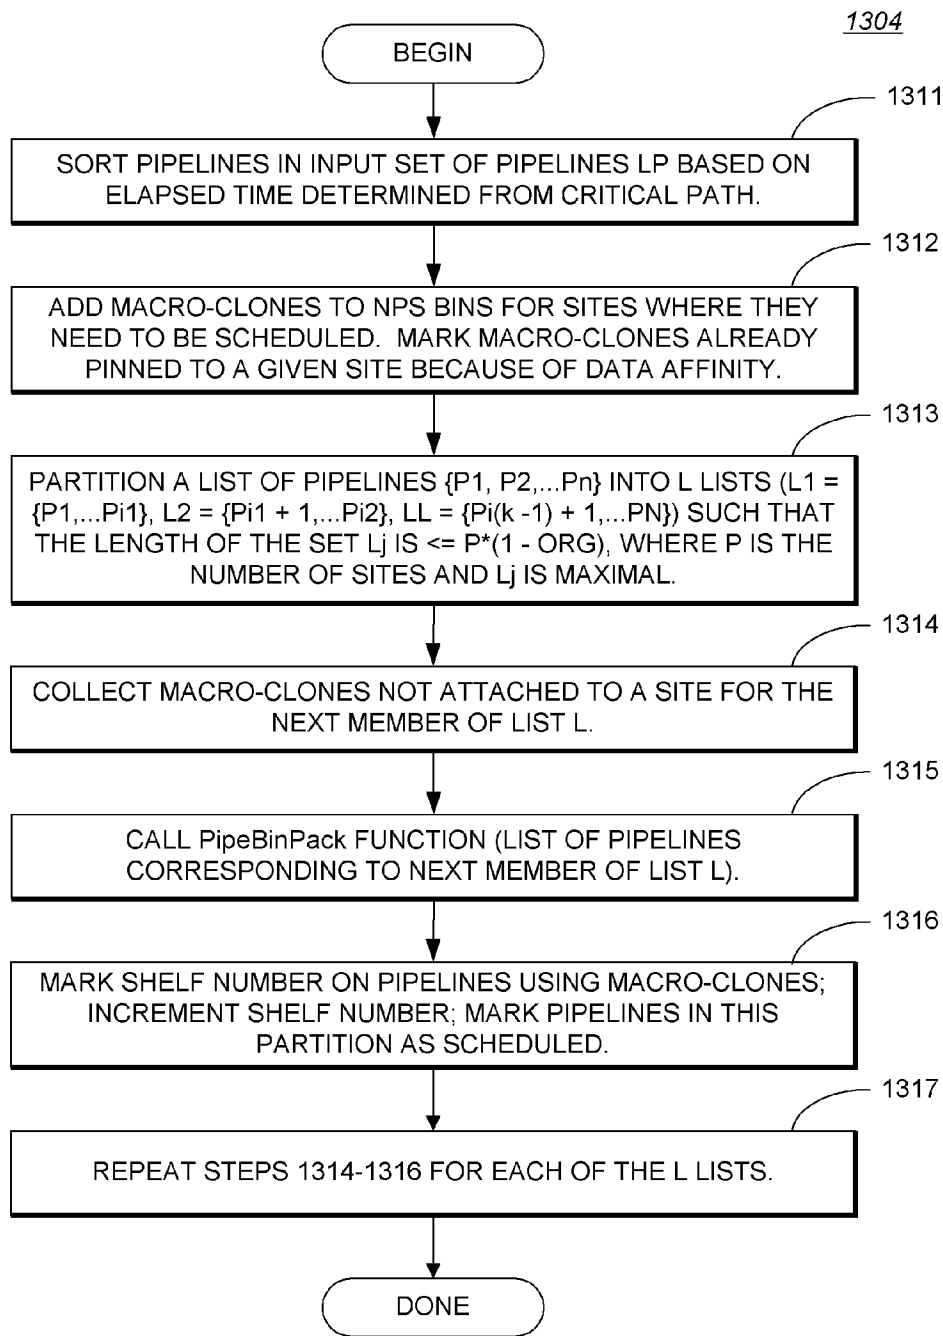 1304
BEGIN
1311
SORT PIPELINES IN INPUT SET OF PIPELINES LP BASED ON
ELAPSED TIME DETERMINED FROM CRITICAL PATH.
1312
ADD MACRO-CLONES TO NPS BINS FOR SITES WHERE THEY
NEED TO BE SCHEDULED. MARK MACRO-CLONES ALREADY
PINNED TO A GIVEN SITE BECAUSE OF DATA AFFINITY.
1313
PARTITION A LIST OF PIPELINES {P1, P2,...Pn} INTO L LISTS (L1 =
{P1,...Pi1}, L2 = {Pi1 + 1,...Pi2}, LL = {Pi(k -1) + 1,...PN}) SUCH THAT
THE LENGTH OF THE SET Lj IS <= P*(1 - ORG), WHERE P IS THE
NUMBER OF SITES AND Lj IS MAXIMAL.
1314
COLLECT MACRO-CLONES NOT ATTACHED TO A SITE FOR THE
NEXT MEMBER OF LIST L.
1315
CALL PipeBinPack FUNCTION (LIST OF PIPELINES
CORRESPONDING TO NEXT MEMBER OF LIST L).
1316
MARK SHELF NUMBER ON PIPELINES USING MACRO-CLONES;
INCREMENT SHELF NUMBER; MARK PIPELINES IN THIS
PARTITION AS SCHEDULED.
1317
REPEAT STEPS 1314-1316 FOR EACH OF THE L LISTS.
DONE